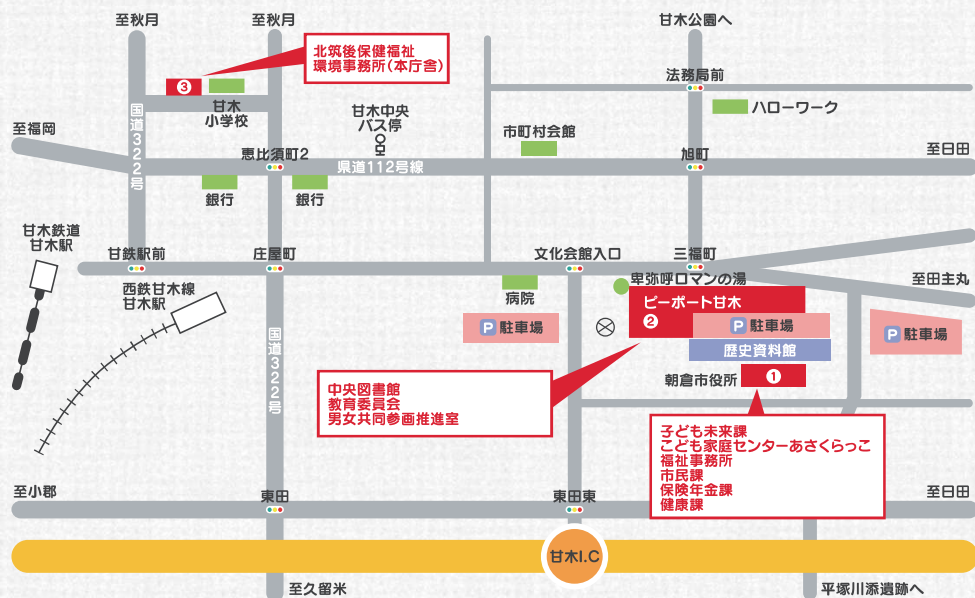 至秋月
至秋月
甘木公園へ
北筑後保健福祉
環境事務所(本庁舎)
法務局前
❸
甘木
小学校
国道322号
ハローワーク
甘木中央
バス停
至福岡
市町村会館
恵比須町2
県道112号線
旭町
至日田
銀行
銀行
甘木鉄道
甘木駅
甘鉄駅前
庄屋町
文化会館入口
三福町
卑弥呼ロマンの湯
至田主丸
西鉄甘木線
甘木駅
病院
ピーポート甘木
❷
P 駐車場
P 駐車場
P 駐車場
歴史資料館
国道322号
朝倉市役所
❶
中央図書館
教育委員会
男女共同参画推進室
子ども未来課
こども家庭センターあさくらっこ
福祉事務所
市民課
保険年金課
健康課
至小郡
東田
東田東
至日田
甘木I.C
至久留米
平塚川添遺跡へ